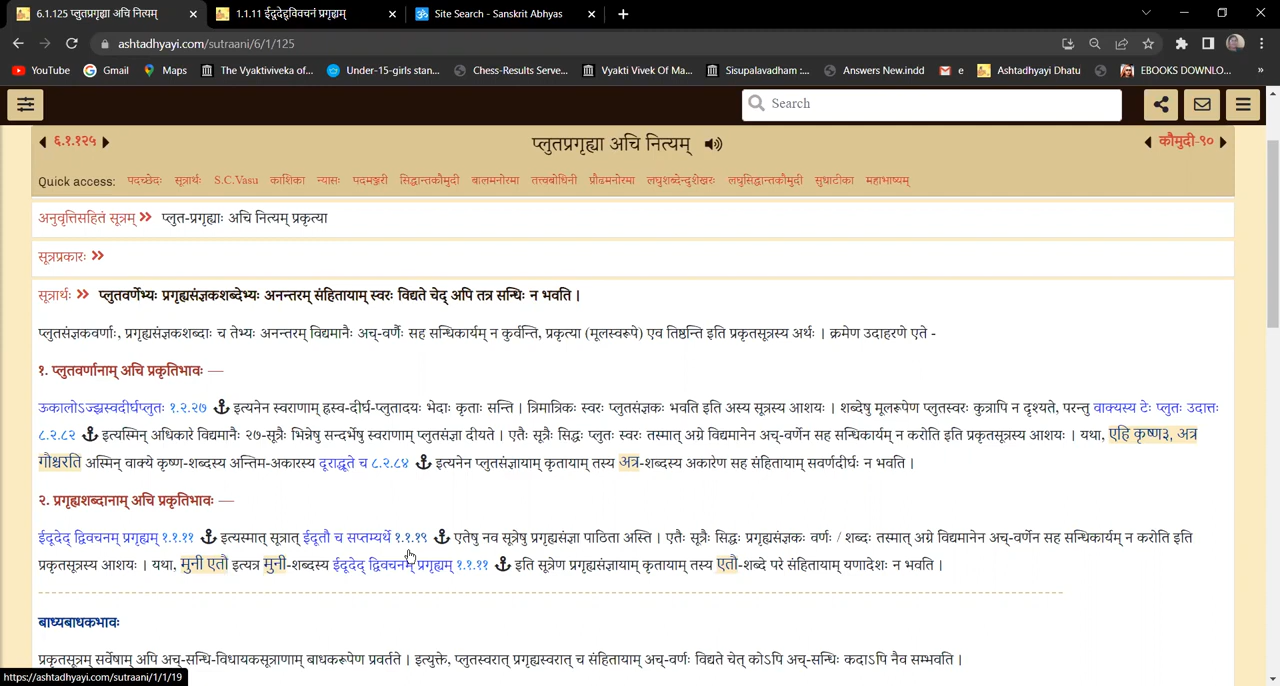 6.1.125 प्लुतप्रगृह्या अचि नित्यम्
1.1.11 ईदूदेद्द्विवचनं प्रगृह्यम्
Site Search - Sanskrit Abhyas
ashtadhyayi.com/sutraani/6/1/125
YouTube Gmail Maps The Vyaktiviveka of... Under-15-girls stan... Chess-Results Serve... Vyakti Vivek Of Ma... Sisupalavadham :... Answers New.indd e Ashtadhyayi Dhatu EBOOKS DOWNLO... »
Search
६.१.१२५ प्लुतप्रगृह्या अचि नित्यम् कौमुदी-९०
Quick access: पदच्छेदः सूत्रार्थः S.C.Vasu काशिका न्यासः पदमञ्जरी सिद्धान्तकौमुदी बालमनोरमा तत्त्वबोधिनी प्रौढमनोरमा लघुशब्देन्दुशेखरः लघुसिद्धान्तकौमुदी सुधाटीका महाभाष्यम्
अनुवृत्तिसहितं सूत्रम् प्लुत-प्रगृह्याः अचि नित्यम् प्रकृत्या
सूत्रप्रकारः
सूत्रार्थः प्लुतवर्णेभ्यः प्रगृह्यसंज्ञकशब्देभ्यः अनन्तरम् संहितायाम् स्वरः विद्यते चेद् अपि तत्र सन्धिः न भवति ।
प्लुतसंज्ञकवर्णाः, प्रगृह्यसंज्ञकशब्दाः च तेभ्यः अनन्तरम् विद्यमानैः अच्-वर्णैः सह सन्धिकार्यम् न कुर्वन्ति, प्रकृत्या (मूलस्वरूपे) एव तिष्ठन्ति इति प्रकृतसूत्रस्य अर्थः । क्रमेण उदाहरणे एते -
१. प्लुतवर्णानाम् अचि प्रकृतिभावः —
ऊकालोऽज्झ्रस्वदीर्घप्लुतः १.२.२७ इत्यनेन स्वराणाम् ह्रस्व-दीर्घ-प्लुतादयः भेदाः कृताः सन्ति । त्रिमात्रिकः स्वरः प्लुतसंज्ञकः भवति इति अस्य सूत्रस्य आशयः । शब्देषु मूलरूपेण प्लुतस्वरः कुत्रापि न दृश्यते, परन्तु वाक्यस्य टेः प्लुतः उदात्तः
८.२.८२ इत्यस्मिन् अधिकारे विद्यमानैः २७-सूत्रैः भिन्नेषु सन्दर्भेषु स्वराणाम् प्लुतसंज्ञा दीयते । एतैः सूत्रैः सिद्धः प्लुतः स्वरः तस्मात् अग्रे विद्यमानेन अच्-वर्णेन सह सन्धिकार्यम् न करोति इति प्रकृतसूत्रस्य आशयः । यथा, एहि कृष्ण३, अत्र
गौश्चरति अस्मिन् वाक्ये कृष्ण-शब्दस्य अन्तिम-अकारस्य दूराद्धूते च ८.२.८४ इत्यनेन प्लुतसंज्ञायाम् कृतायाम् तस्य अत्र-शब्दस्य अकारेण सह संहितायाम् सवर्णदीर्घः न भवति ।
२. प्रगृह्यशब्दानाम् अचि प्रकृतिभावः —
ईदूदेद् द्विवचनम् प्रगृह्यम् १.१.११ इत्यस्मात् सूत्रात् ईदूतौ च सप्तम्यर्थे १.१.१९ एतेषु नव सूत्रेषु प्रगृह्यसंज्ञा पाठिता अस्ति । एतैः सूत्रैः सिद्धः प्रगृह्यसंज्ञकः वर्णः / शब्दः तस्मात् अग्रे विद्यमानेन अच्-वर्णेन सह सन्धिकार्यम् न करोति इति
प्रकृतसूत्रस्य आशयः । यथा, मुनी एतौ इत्यत्र मुनी-शब्दस्य ईदूदेद् द्विवचनम् प्रगृह्यम् १.१.११ इति सूत्रेण प्रगृह्यसंज्ञायाम् कृतायाम् तस्य एतौ-शब्दे परे संहितायाम् यणादेशः न भवति ।
बाध्यबाधकभावः
प्रकृतसूत्रम् सर्वेषाम् अपि अच्-सन्धि-विधायकसूत्राणाम् बाधकरूपेण प्रवर्तते । इत्युक्ते, प्लुतस्वरात् प्रगृह्यस्वरात् च संहितायाम् अच्-वर्णः विद्यते चेत् कोऽपि अच्-सन्धिः कदाऽपि नैव सम्भवति ।
https://ashtadhyayi.com/sutraani/1/1/19